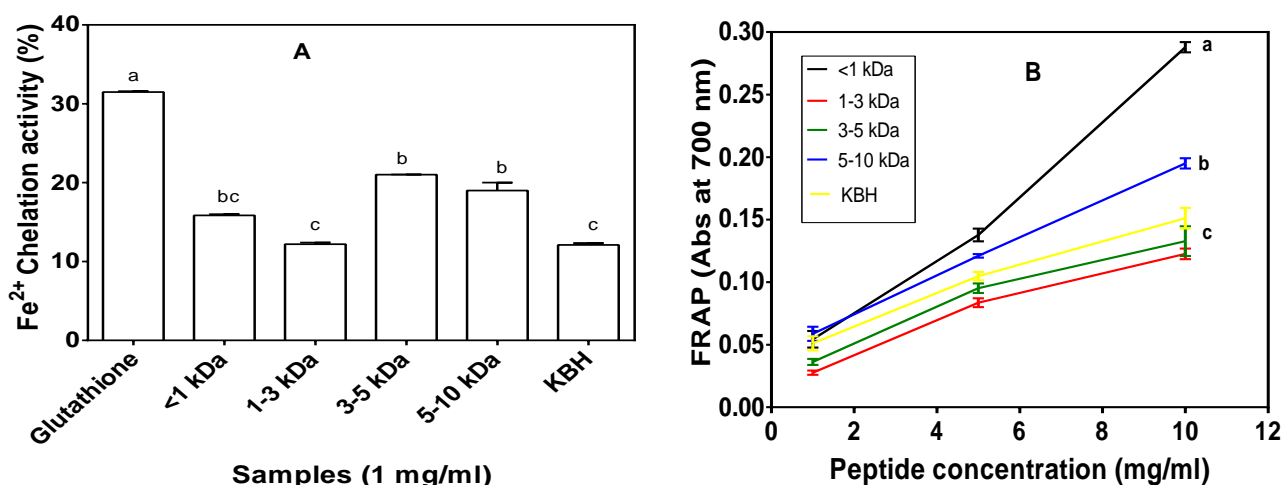 A
Fe2+ Chelation activity (%)
40
30
20
10
0
a
bc
c
b
b
c
Glutathione
<1 kDa
1-3 kDa
3-5 kDa
5-10 kDa
KBH
Samples (1 mg/ml)
B
FRAP (Abs at 700 nm)
0.30
0.25
0.20
0.15
0.10
0.05
0.00
<1 kDa
1-3 kDa
3-5 kDa
5-10 kDa
KBH
a
b
c
0 2 4 6 8 10 12
Peptide concentration (mg/ml)